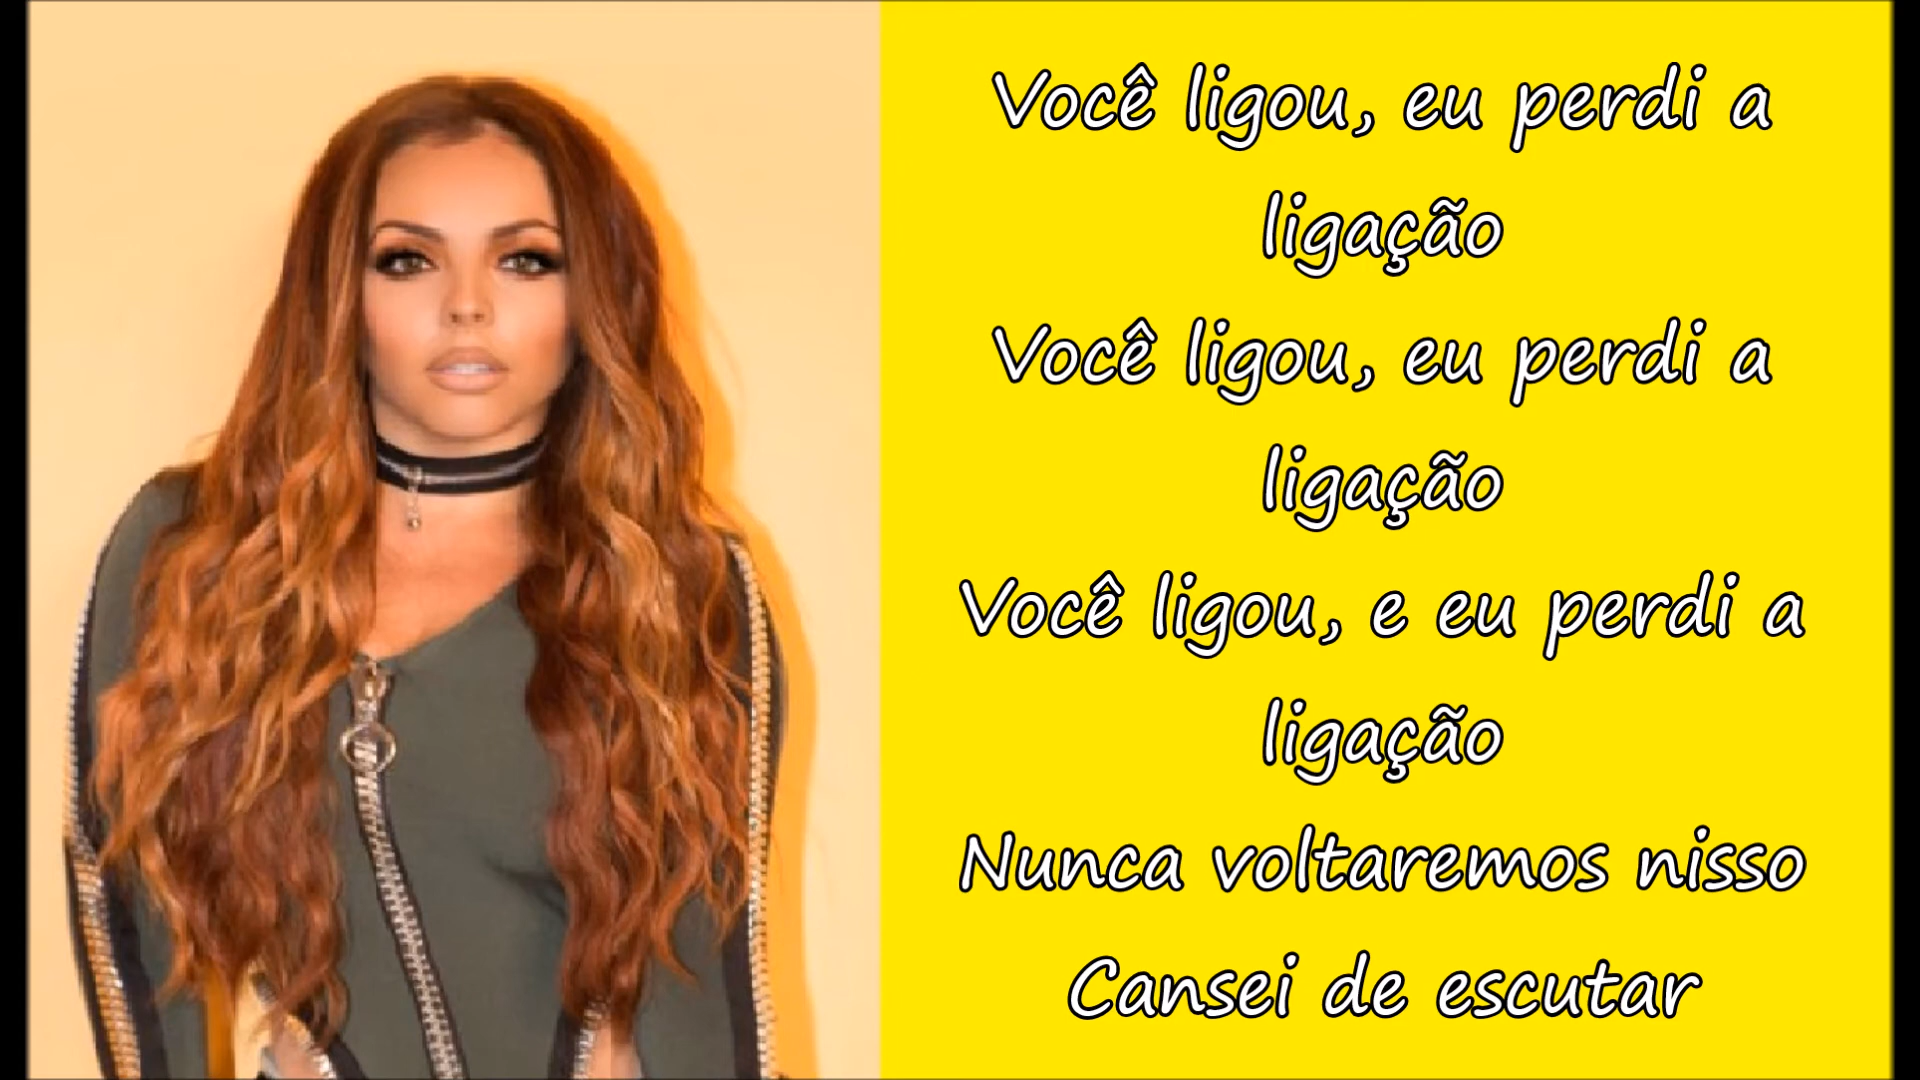 Você ligou, eu perdi a
ligação
Você ligou, eu perdi a
ligação
Você ligou, e eu perdi a
ligação
Nunca voltaremos nisso
Cansei de escutar